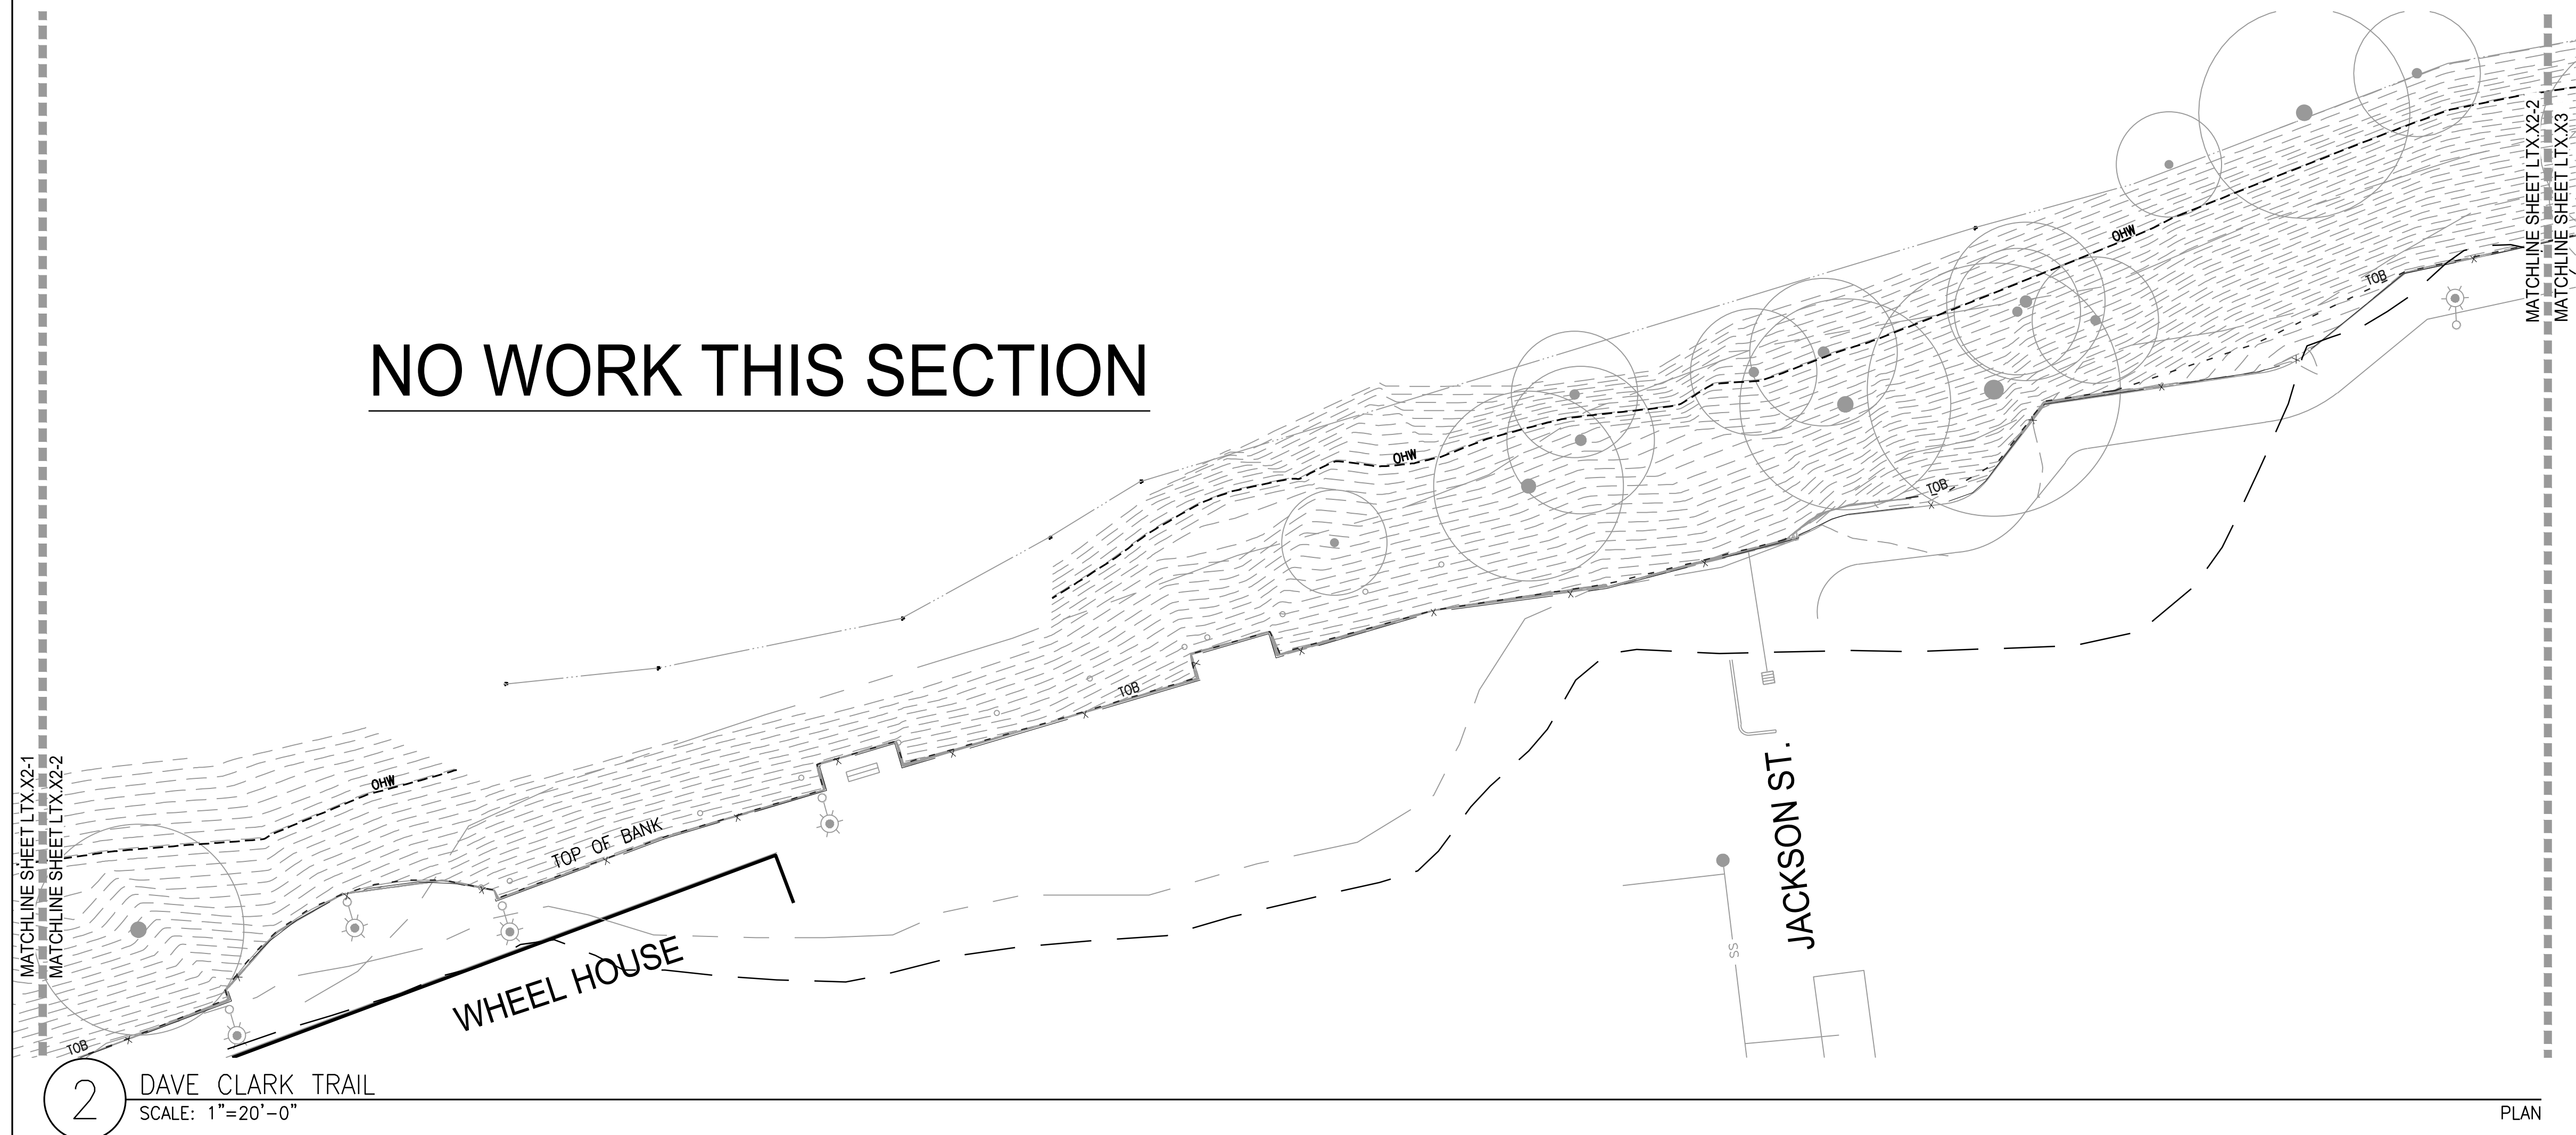 MATCHLINE SHEET LTX.X2-2
MATCHLINE SHEET LTX.X3
OHW
TOB
NO WORK THIS SECTION
OHW
TOB
TOB
MATCHLINE SHEET LTX.X2-1
MATCHLINE SHEET LTX.X2-2
OHW
TOP OF BANK
JACKSON ST.
WHEEL HOUSE
SS
TOB
2
DAVE CLARK TRAIL
SCALE: 1"=20'-0"
PLAN